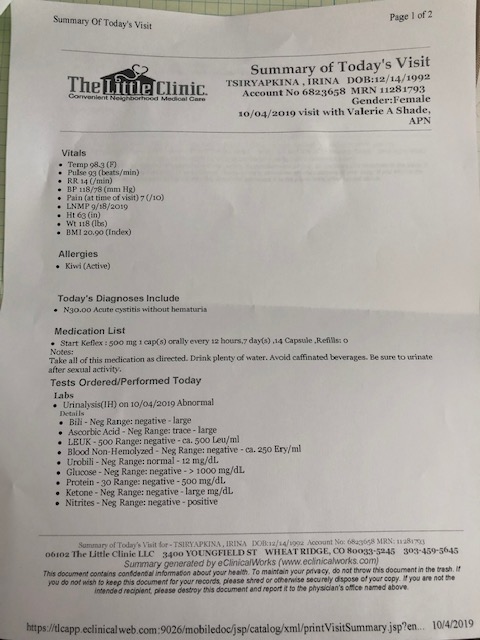 Summary Of Today's Visit
Page 1 of 2
The Little Clinic.
Convenient Neighborhood Medical Care
Summary of Today's Visit
TSIRYAPKINA , IRINA DOB:12/14/1992
Account No 6823658 MRN 11281793
Gender:Female
10/04/2019 visit with Valerie A Shade,
APN
Vitals
• Temp 98.3 (F)
• Pulse 93 (beats/min)
• RR 14 (/min)
• BP 118/78 (mm Hg)
• Pain (at time of visit) 7 (/10)
• LNMP 9/18/2019
• Ht 63 (in)
• Wt 118 (lbs)
• BMI 20.90 (Index)
Allergies
• Kiwi (Active)
Today's Diagnoses Include
• N30.00 Acute cystitis without hematuria
Medication List
• Start Keflex : 500 mg 1 cap(s) orally every 12 hours,7 day(s) ,14 Capsule ,Refills: 0
Notes:
Take all of this medication as directed. Drink plenty of water. Avoid caffinated beverages. Be sure to urinate
after sexual activity.
Tests Ordered/Performed Today
Labs
• Urinalysis(IH) on 10/04/2019 Abnormal
Details
• Bili - Neg Range: negative - large
• Ascorbic Acid - Neg Range: trace - large
• LEUK - 500 Range: negative - ca. 500 Leu/ml
• Blood Non-Hemolyzed - Neg Range: negative - ca. 250 Ery/ml
• Urobili - Neg Range: normal - 12 mg/dL
• Glucose - Neg Range: negative - > 1000 mg/dL
• Protein - 30 Range: negative - 500 mg/dL
• Ketone - Neg Range: negative - large mg/dL
• Nitrites - Neg Range: negative - positive
Summary of Today's Visit for - TSIRYAPKINA , IRINA DOB:12/14/1992 Account No: 6823658 MRN: 11281793
06102 The Little Clinic LLC 3400 YOUNGFIELD ST WHEAT RIDGE, CO 80033-5245 303-459-5645
Summary generated by eClinicalWorks (www.eclinicalworks.com)
This document contains confidential information about your health. To maintain your privacy, do not throw this document in the trash. If
you do not wish to keep this document for your records, please shred or otherwise securely dispose of your copy. If you are not the
intended recipient, please destroy this document and report it to the physician's office named above.
https://tlcapp.eclinicalweb.com:9026/mobiledoc/jsp/catalog/xml/printVisitSummary.jsp?en... 10/4/2019